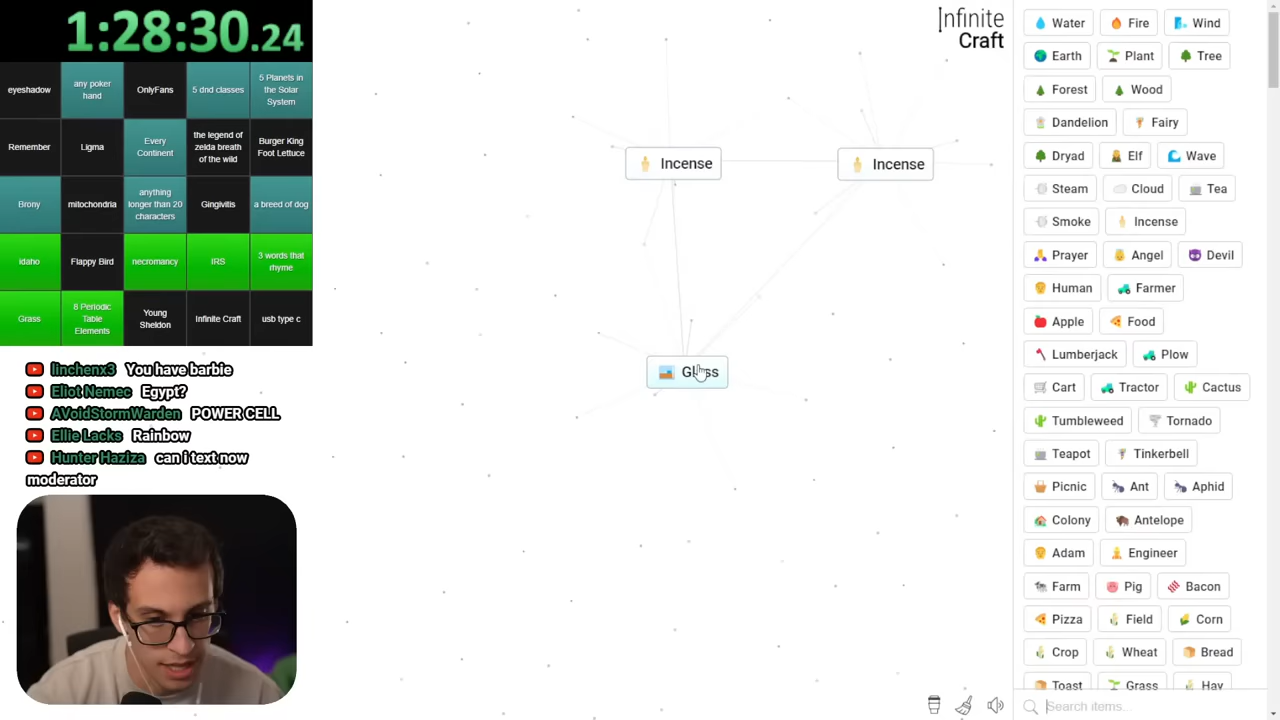 1:28:30.24
eyeshadow
any poker
hand
OnlyFans
5 dnd classes
5 Planets in
the Solar
System
Remember
Ligma
Every
Continent
the legend of
zelda breath of
the wild
Burger King
Foot Lettuce
Brony
mitochondria
anything
longer than 20
characters
Gingivitis
a breed of dog
idaho
Flappy Bird
necromancy
IRS
3 words that
rhyme
Grass
8 Periodic
Table
Elements
Young
Sheldon
Infinite Craft
usb type c
linchenx3 You have barbie
Eliot Nemec Egypt?
AVoidStormWarden POWER CELL
Ellie Lacks Rainbow
Hunter Haziza can i text now
moderator
Infinite
Craft
Incense
Incense
Water Fire Wind
Earth Plant Tree
Forest Wood
Dandelion Fairy
Dryad Elf Wave
Steam Cloud Tea
Smoke Incense
Prayer Angel Devil
Human Farmer
Apple Food
Lumberjack Plow
Cart Tractor Cactus
Tumbleweed Tornado
Teapot Tinkerbell
Picnic Ant Aphid
Colony Antelope
Adam Engineer
Farm Pig Bacon
Pizza Field Corn
Crop Wheat Bread
Toast Grass Hay
Search items...